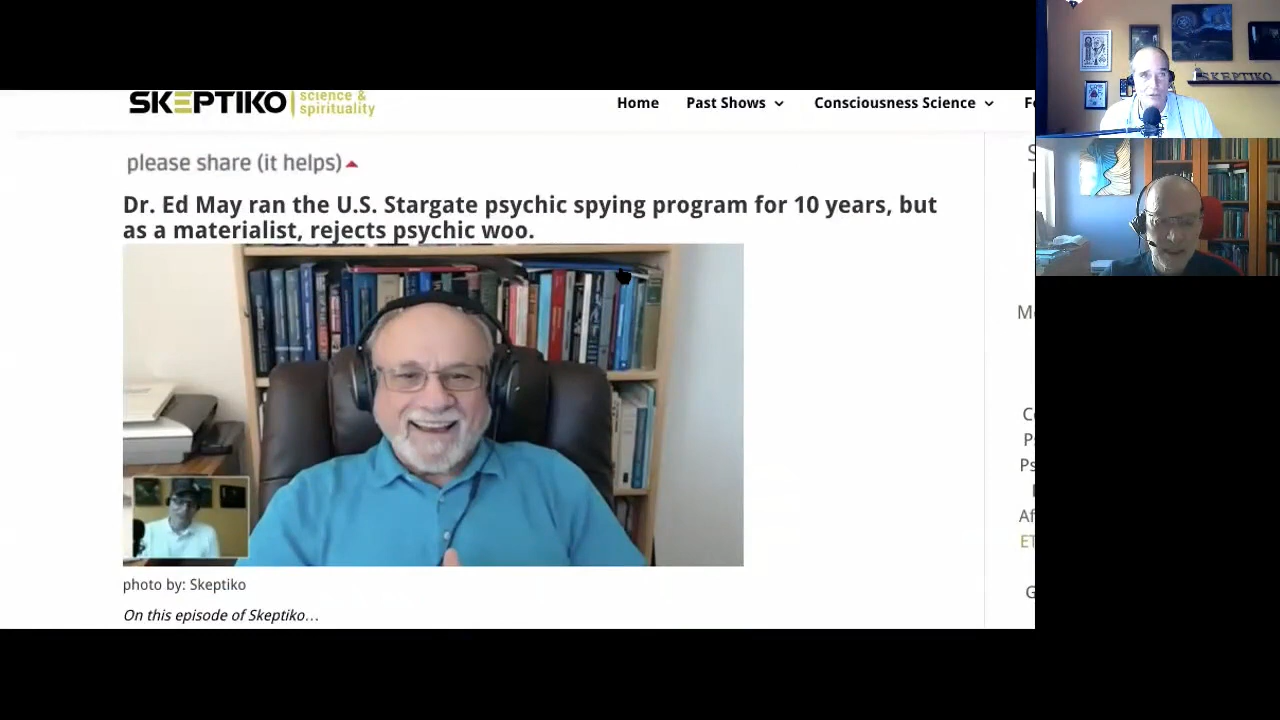 SKEPTIKO
science &
spirituality
Home
Past Shows
Consciousness Science
please share (it helps)
Dr. Ed May ran the U.S. Stargate psychic spying program for 10 years, but
as a materialist, rejects psychic woo.
photo by: Skeptiko
On this episode of Skeptiko…
SKEPTIKO